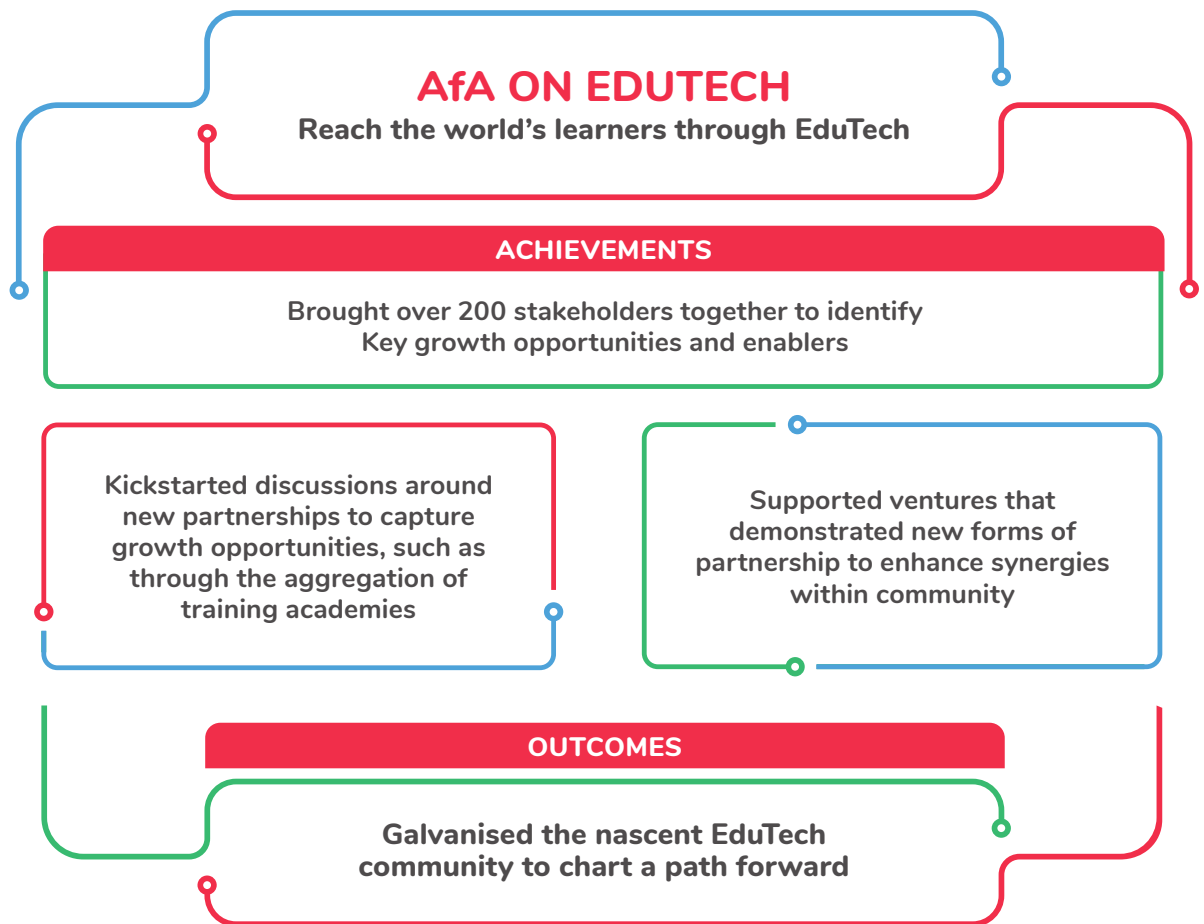 AfA ON EDUTECH
Reach the world's learners through EduTech
ACHIEVEMENTS
Brought over 200 stakeholders together to identify
Key growth opportunities and enablers
Kickstarted discussions around
new partnerships to capture
growth opportunities, such as
through the aggregation of
training academies
Supported ventures that
demonstrated new forms of
partnership to enhance synergies
within community
OUTCOMES
Galvanised the nascent EduTech
community to chart a path forward